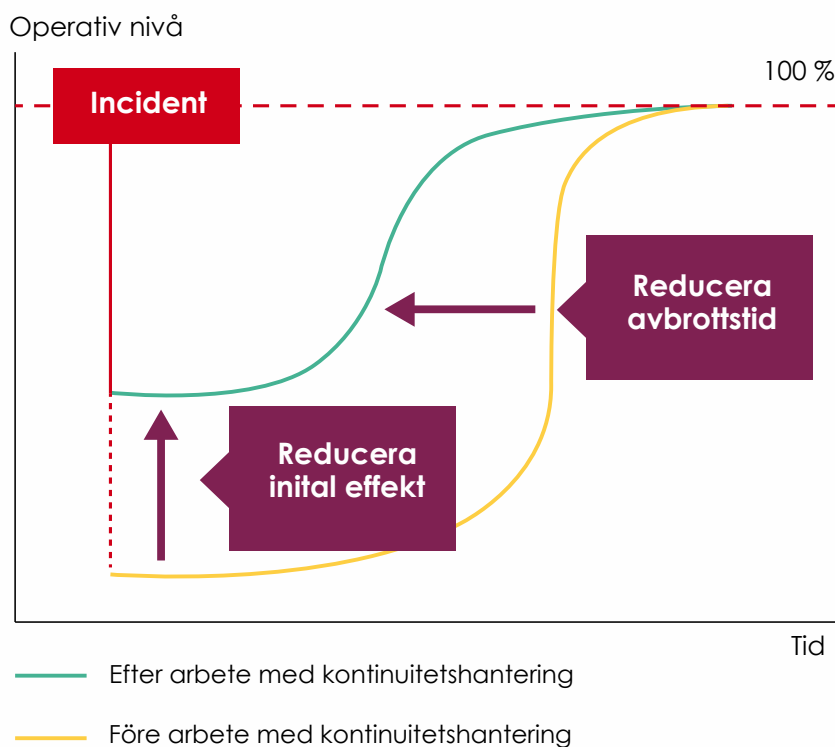 Operativ nivå
100 %
Incident
Reducera
avbrottstid
Reducera
inital effekt
Tid
Efter arbete med kontinuitetshantering
Före arbete med kontinuitetshantering